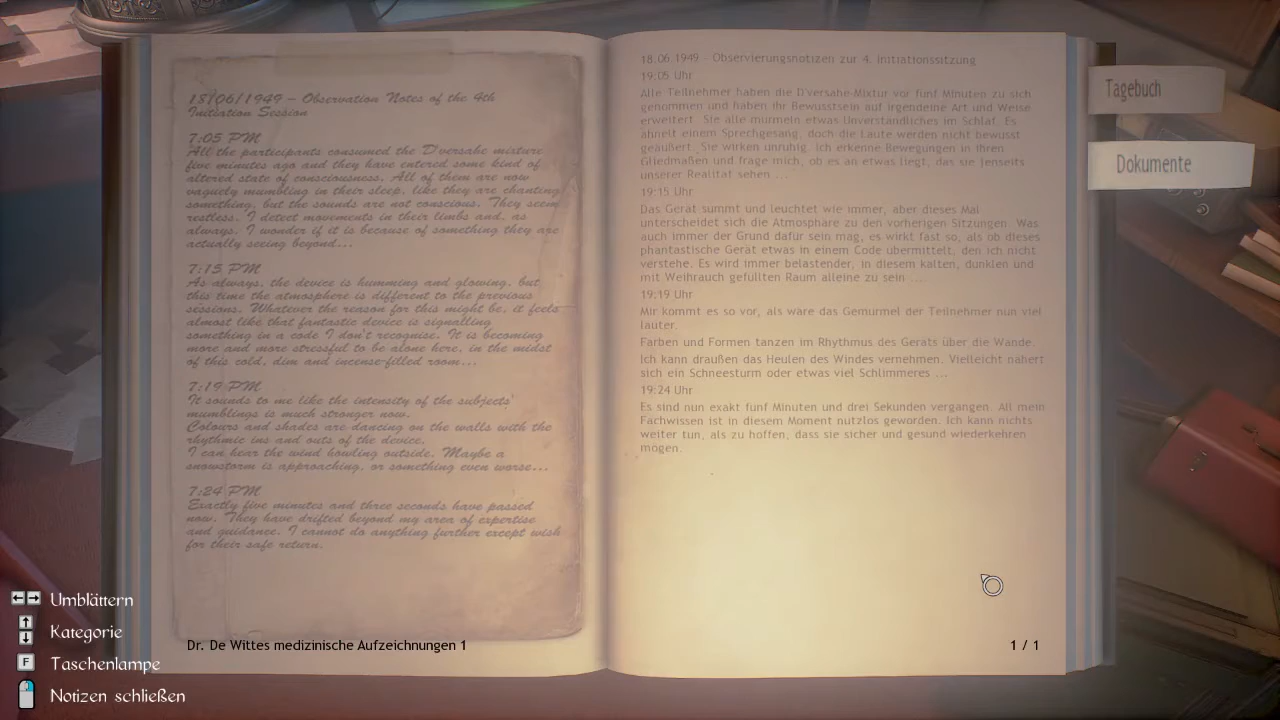 18/06/1949 – Observation Notes of the 4th
Initiation Session
7:05 PM
All the participants consumed the D'versahe mixture
five minutes ago and they have entered some kind of
altered state of consciousness. All of them are now
vaguely mumbling in their sleep, like they are chanting
something, but the sounds are not conscious. They seem
restless. I detect movements in their limbs and, as
always, I wonder if it is because of something they are
actually seeing beyond...
7:15 PM
As always, the device is humming and glowing, but
this time the atmosphere is different to the previous
sessions. Whatever the reason for this might be, it feels
almost like that fantastic device is signalling
something in a code I don't recognise. It is becoming
more and more stressful to be alone here, in the midst
of this cold, dim and incense-filled room...
7:19 PM
It sounds to me like the intensity of the subjects'
mumblings is much stronger now.
Colours and shades are dancing on the walls with the
rhythmic ins and outs of the device.
I can hear the wind howling outside. Maybe a
snowstorm is approaching, or something even worse...
7:24 PM
Exactly five minutes and three seconds have passed
now. They have drifted beyond my area of expertise
and guidance. I cannot do anything further except wish
for their safe return.
Dr. De Wittes medizinische Aufzeichnungen 1
18.06.1949 – Observierungsnotizen zur 4. Initiationssitzung
19:05 Uhr
Alle Teilnehmer haben die D'versahe-Mixtur vor fünf Minuten zu sich
genommen und haben ihr Bewusstsein auf irgendeine Art und Weise
erweitert. Sie alle murmeln etwas Unverständliches im Schlaf. Es
ähnelt einem Sprechgesang, doch die Laute werden nicht bewusst
geäußert. Sie wirken unruhig. Ich erkenne Bewegungen in ihren
Gliedmaßen und frage mich, ob es an etwas liegt, das sie jenseits
unserer Realität sehen ...
19:15 Uhr
Das Gerät summt und leuchtet wie immer, aber dieses Mal
unterscheidet sich die Atmosphäre zu den vorherigen Sitzungen. Was
auch immer der Grund dafür sein mag, es wirkt fast so, als ob dieses
phantastische Gerät etwas in einem Code übermittelt, den ich nicht
verstehe. Es wird immer belastender, in diesem kalten, dunklen und
mit Weihrauch gefüllten Raum alleine zu sein ....
19:19 Uhr
Mir kommt es so vor, als wäre das Gemurmel der Teilnehmer nun viel
lauter.
Farben und Formen tanzen im Rhythmus des Geräts über die Wände.
Ich kann draußen das Heulen des Windes vernehmen. Vielleicht nähert
sich ein Schneesturm oder etwas viel Schlimmeres ...
19:24 Uhr
Es sind nun exakt fünf Minuten und drei Sekunden vergangen. All mein
Fachwissen ist in diesem Moment nutzlos geworden. Ich kann nichts
weiter tun, als zu hoffen, dass sie sicher und gesund wiederkehren
mögen.
1 / 1
Tagebuch
Dokumente
Umblättern
Kategorie
F Taschenlampe
Notizen schließen